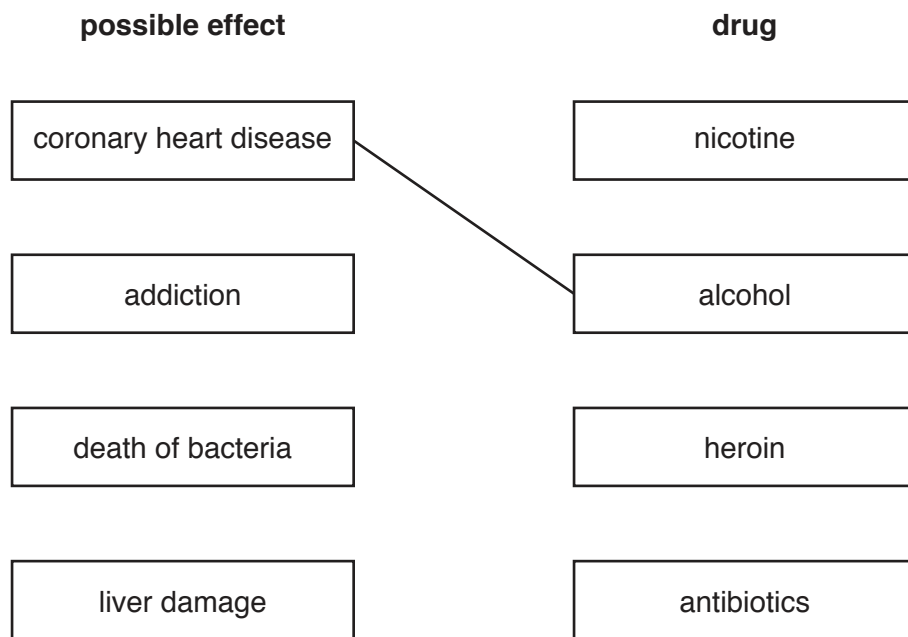 possible effect
drug
coronary heart disease
nicotine
addiction
alcohol
death of bacteria
heroin
liver damage
antibiotics